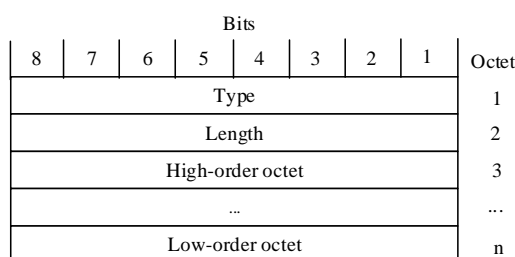 Bits
8 7 6 5 4 3 2 1 Octet
Type 1
Length 2
High-order octet 3
... ...
Low-order octet n